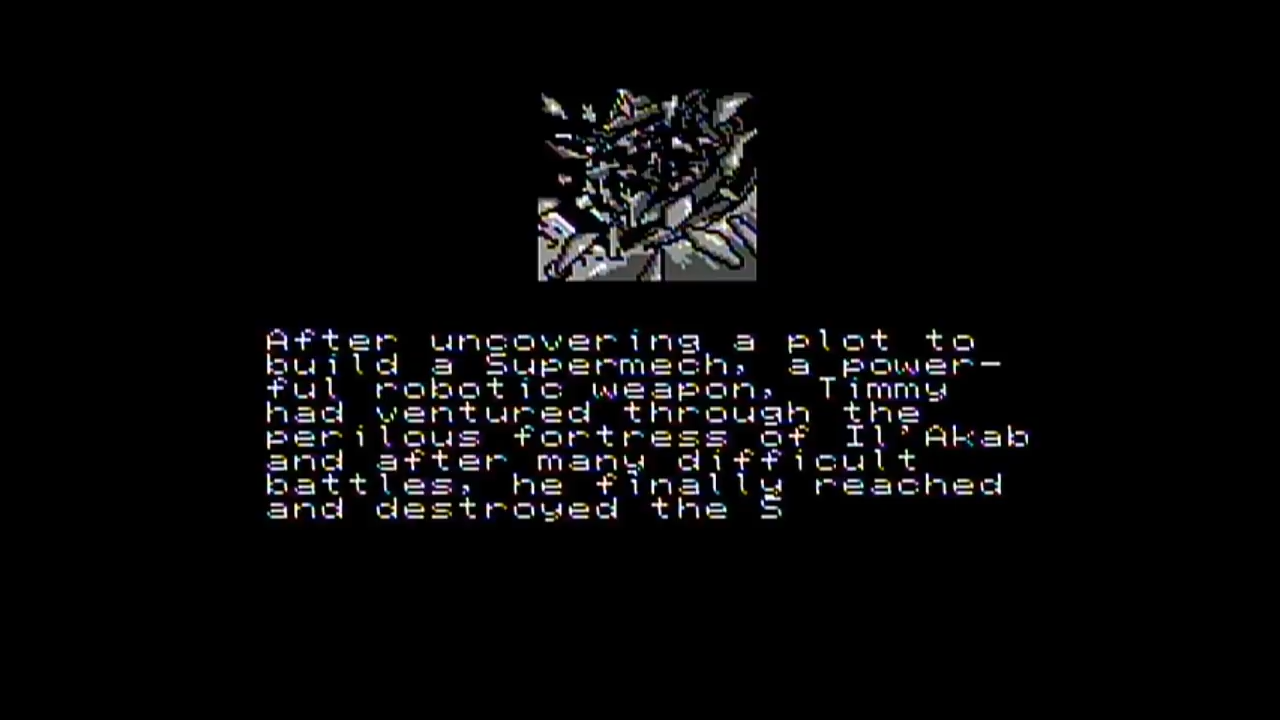 After uncovering a plot to
build a Supermech, a power-
ful robotic weapon, Timmy
had ventured through the
perilous fortress of Il'Akab
and after many difficult
battles, he finally reached
and destroyed the S